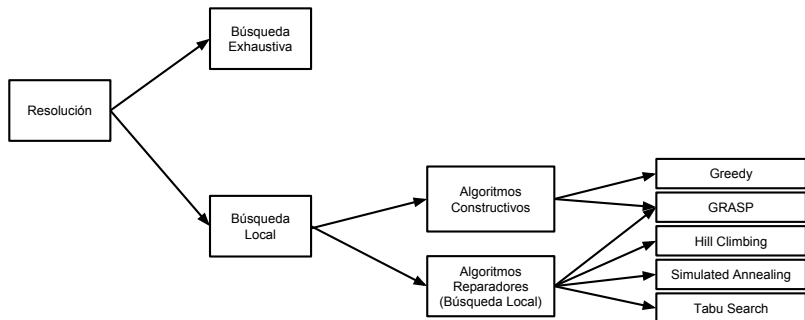 Búsqueda
Exhaustiva
Resolución
Búsqueda
Local
Algoritmos
Constructivos
Algoritmos
Reparadores
(Búsqueda Local)
Greedy
GRASP
Hill Climbing
Simulated Annealing
Tabu Search